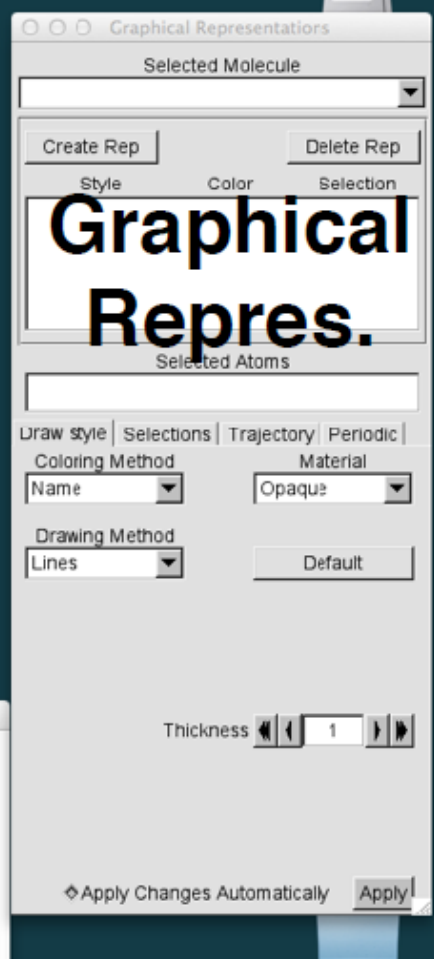 Graphical Representations
Selected Molecule
Create Rep Delete Rep
Style Color Selection
Graphical
Repres.
Selected Atoms
Draw style Selections Trajectory Periodic
Coloring Method Material
Name Opaque
Drawing Method
Lines Default
Thickness 1
Apply Changes Automatically Apply